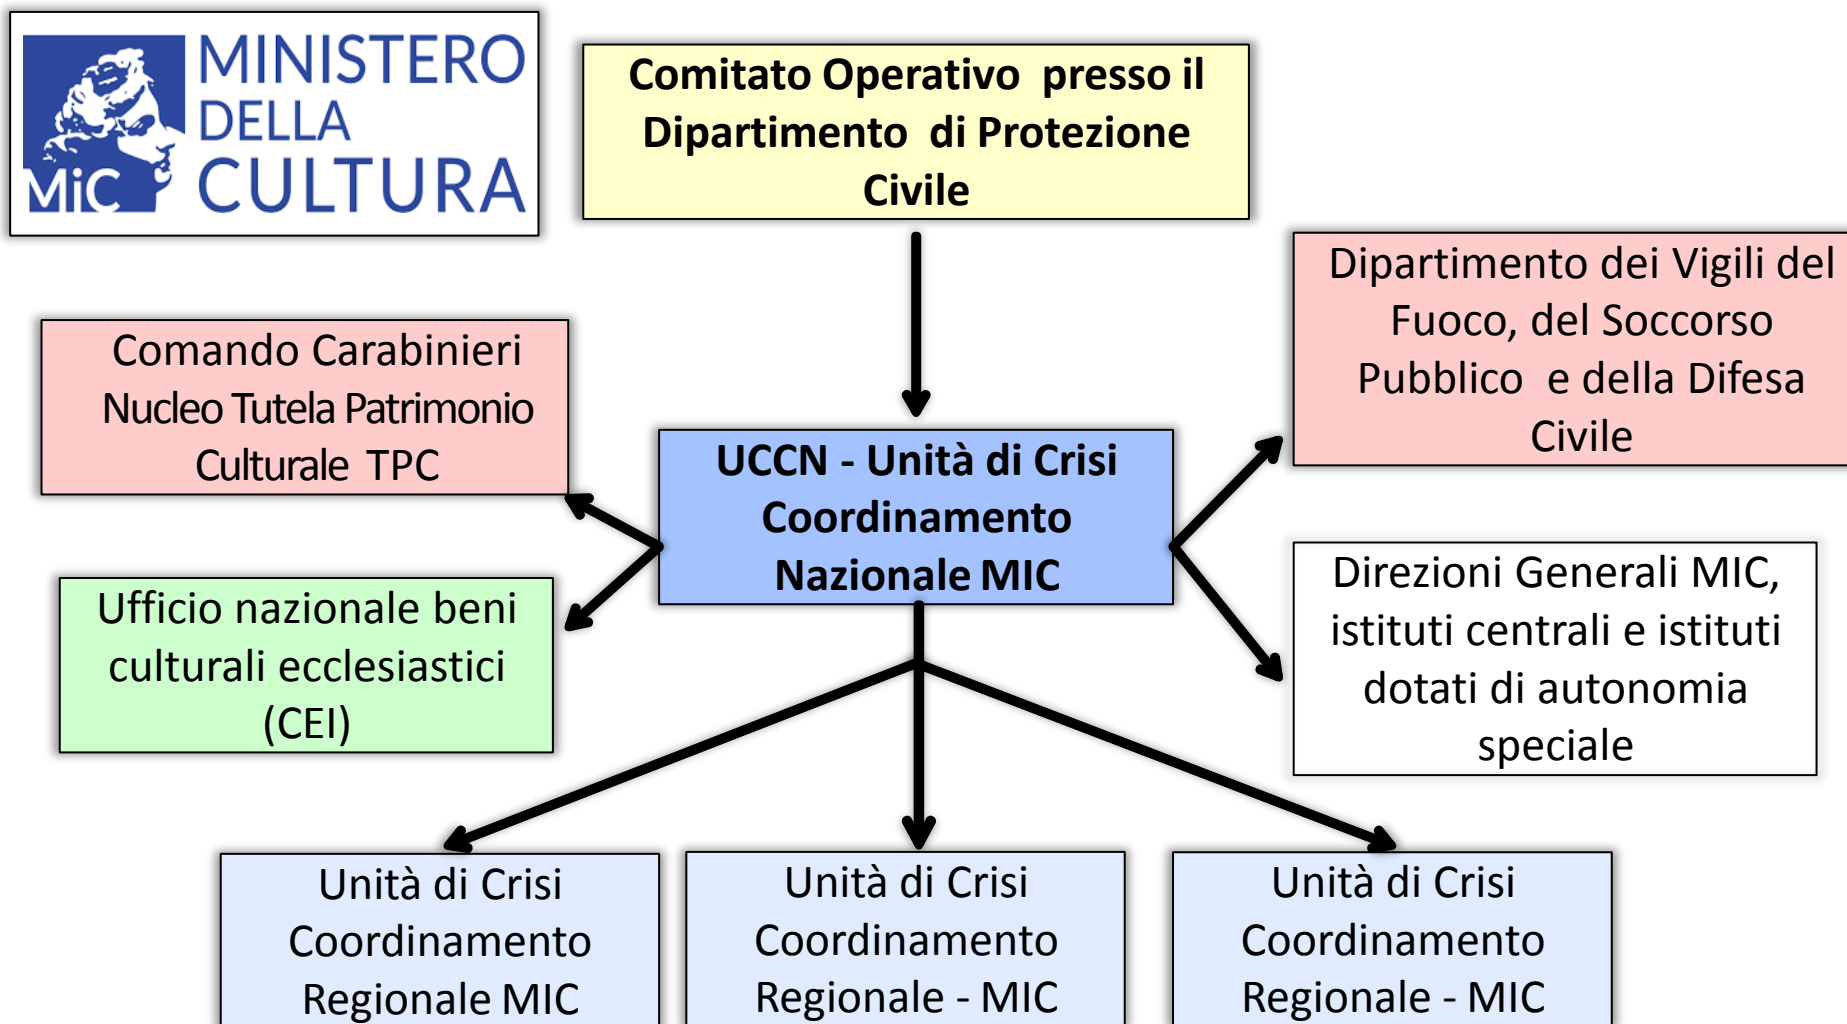 MINISTERO
DELLA
CULTURA
MiC
Comitato Operativo presso il
Dipartimento di Protezione
Civile
Dipartimento dei Vigili del
Fuoco, del Soccorso
Pubblico e della Difesa
Civile
Comando Carabinieri
Nucleo Tutela Patrimonio
Culturale TPC
UCCN - Unità di Crisi
Coordinamento
Nazionale MIC
Ufficio nazionale beni
culturali ecclesiastici
(CEI)
Direzioni Generali MIC,
istituti centrali e istituti
dotati di autonomia
speciale
Unità di Crisi
Coordinamento
Regionale MIC
Unità di Crisi
Coordinamento
Regionale - MIC
Unità di Crisi
Coordinamento
Regionale - MIC